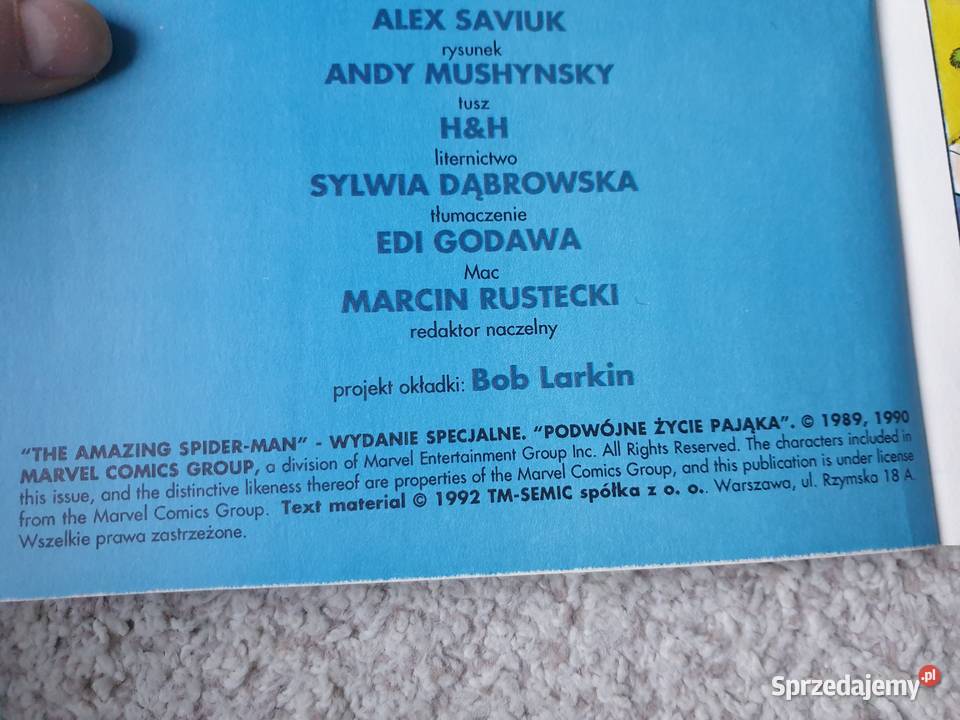 ALEX SAVIUK
rysunek
ANDY MUSHYNSKY
tusz
H&H
liternictwo
SYLWIA DĄBROWSKA
tłumaczenie
EDI GODAWA
Mac
MARCIN RUSTECKI
redaktor naczelny
projekt okładki: Bob Larkin
"THE AMAZING SPIDER-MAN" - WYDANIE SPECJALNE. "PODWÓJNE ŻYCIE PAJĄKA". © 1989, 1990
MARVEL COMICS GROUP, a division of Marvel Entertainment Group Inc. All Rights Reserved. The characters included in
this issue, and the distinctive likeness thereof are properties of the Marvel Comics Group, and this publication is under license
from the Marvel Comics Group. Text material © 1992 TM-SEMIC spółka z o. o.. Warszawa, ul. Rzymska 18 A.
Wszelkie prawa zastrzeżone.
Sprzedajemy.pl